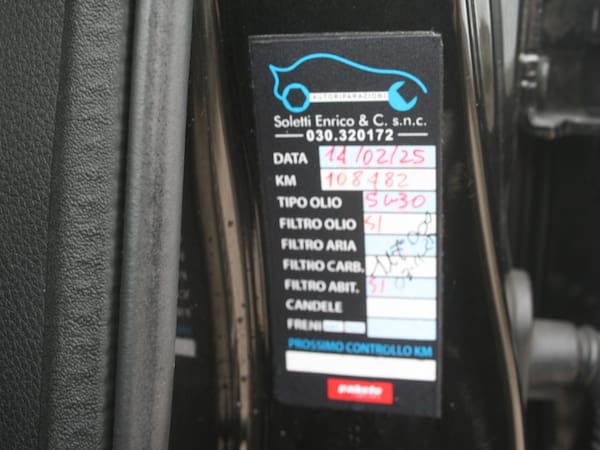 AUTORIPARAZIONI
Soletti Enrico & C. s.n.c.
030.320172
DATA 14/02/25
KM 108482
TIPO OLIO 5W30
FILTRO OLIO SI
FILTRO ARIA
FILTRO CARB.
FILTRO ABIT. SI
CANDELE
FRENI
PROSSIMO CONTROLLO KM